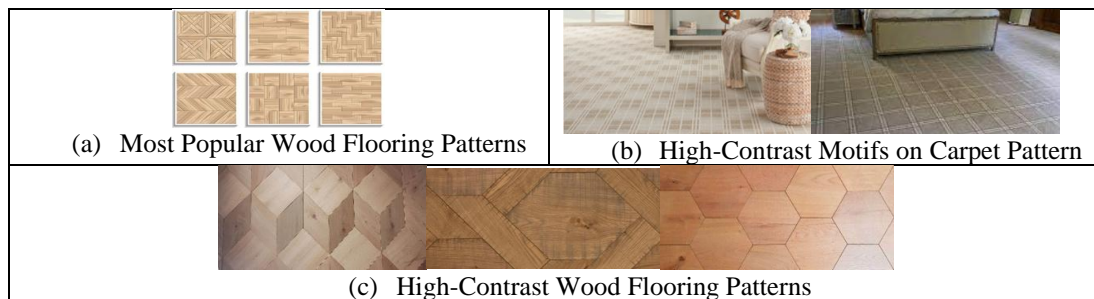 (a) Most Popular Wood Flooring Patterns
(b) High-Contrast Motifs on Carpet Pattern
(c) High-Contrast Wood Flooring Patterns